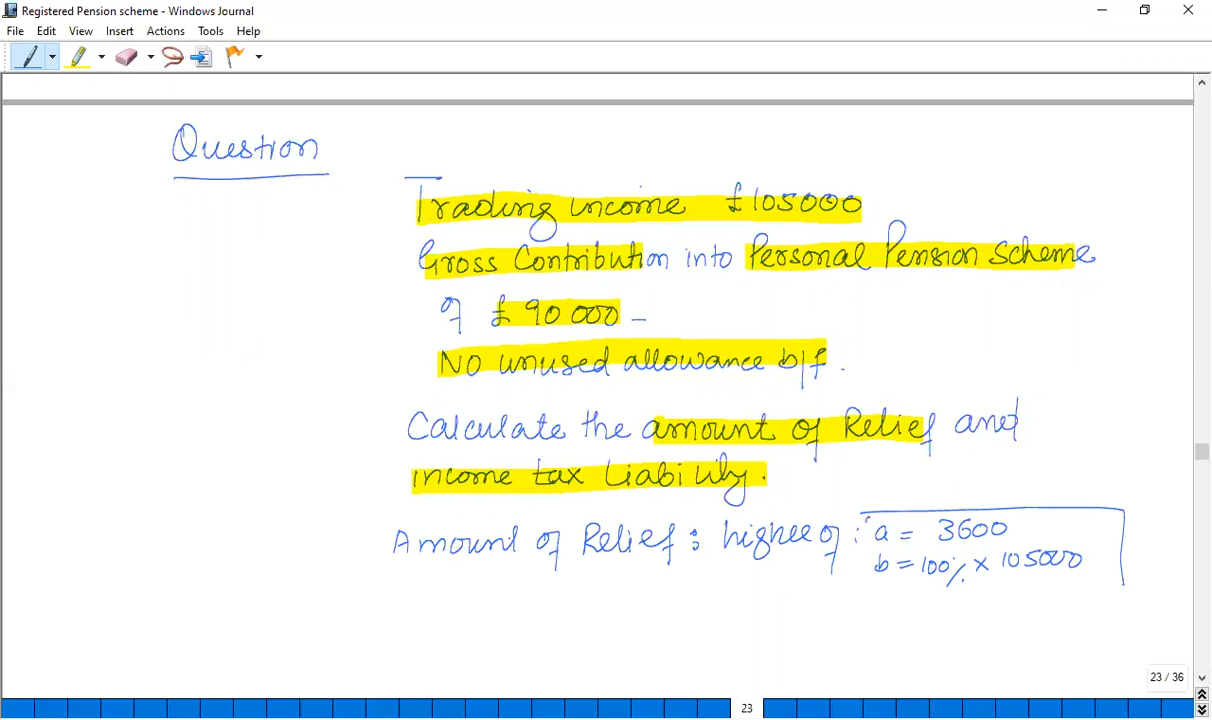 Registered Pension scheme - Windows Journal
File Edit View Insert Actions Tools Help
Question
Trading income £105000
Gross Contribution into Personal Pension Scheme
of £90000 -
NO unused allowance b/f.
Calculate the amount of Relief and
income tax liability.
Amount of Relief : higher of : a = 3600
b = 100% × 105000
23 / 36
23